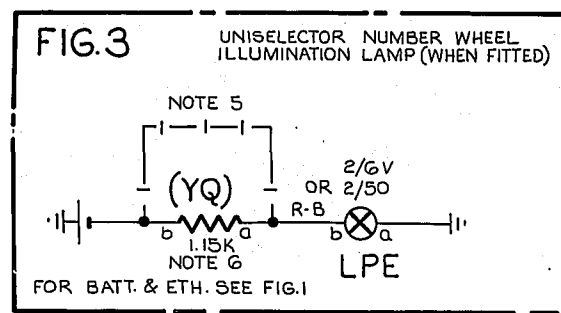 FIG.3
UNISELECTOR NUMBER WHEEL
ILLUMINATION LAMP (WHEN FITTED)
NOTE 5
(YQ)
2/6V
OR 2/50
R-B
b
a
b
a
1.15K
NOTE 6
LPE
FOR BATT. & ETH. SEE FIG.1